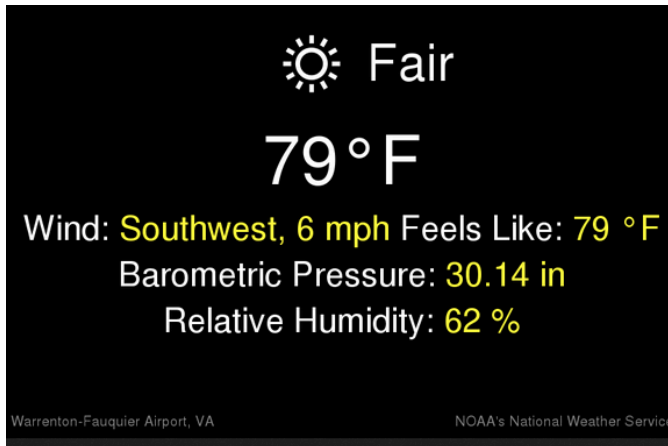 Fair
79°F
Wind: Southwest, 6 mph Feels Like: 79 °F
Barometric Pressure: 30.14 in
Relative Humidity: 62 %
Warrenton-Fauquier Airport, VA NOAA's National Weather Service